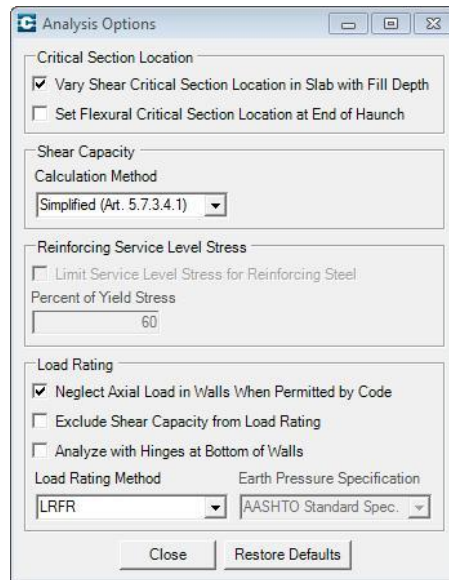 Analysis Options
Critical Section Location
Vary Shear Critical Section Location in Slab with Fill Depth
Set Flexural Critical Section Location at End of Haunch
Shear Capacity
Calculation Method
Simplified (Art. 5.7.3.4.1)
Reinforcing Service Level Stress
Limit Service Level Stress for Reinforcing Steel
Percent of Yield Stress
60
Load Rating
Neglect Axial Load in Walls When Permitted by Code
Exclude Shear Capacity from Load Rating
Analyze with Hinges at Bottom of Walls
Load Rating Method Earth Pressure Specification
LRFR AASHTO Standard Spec.
Close Restore Defaults